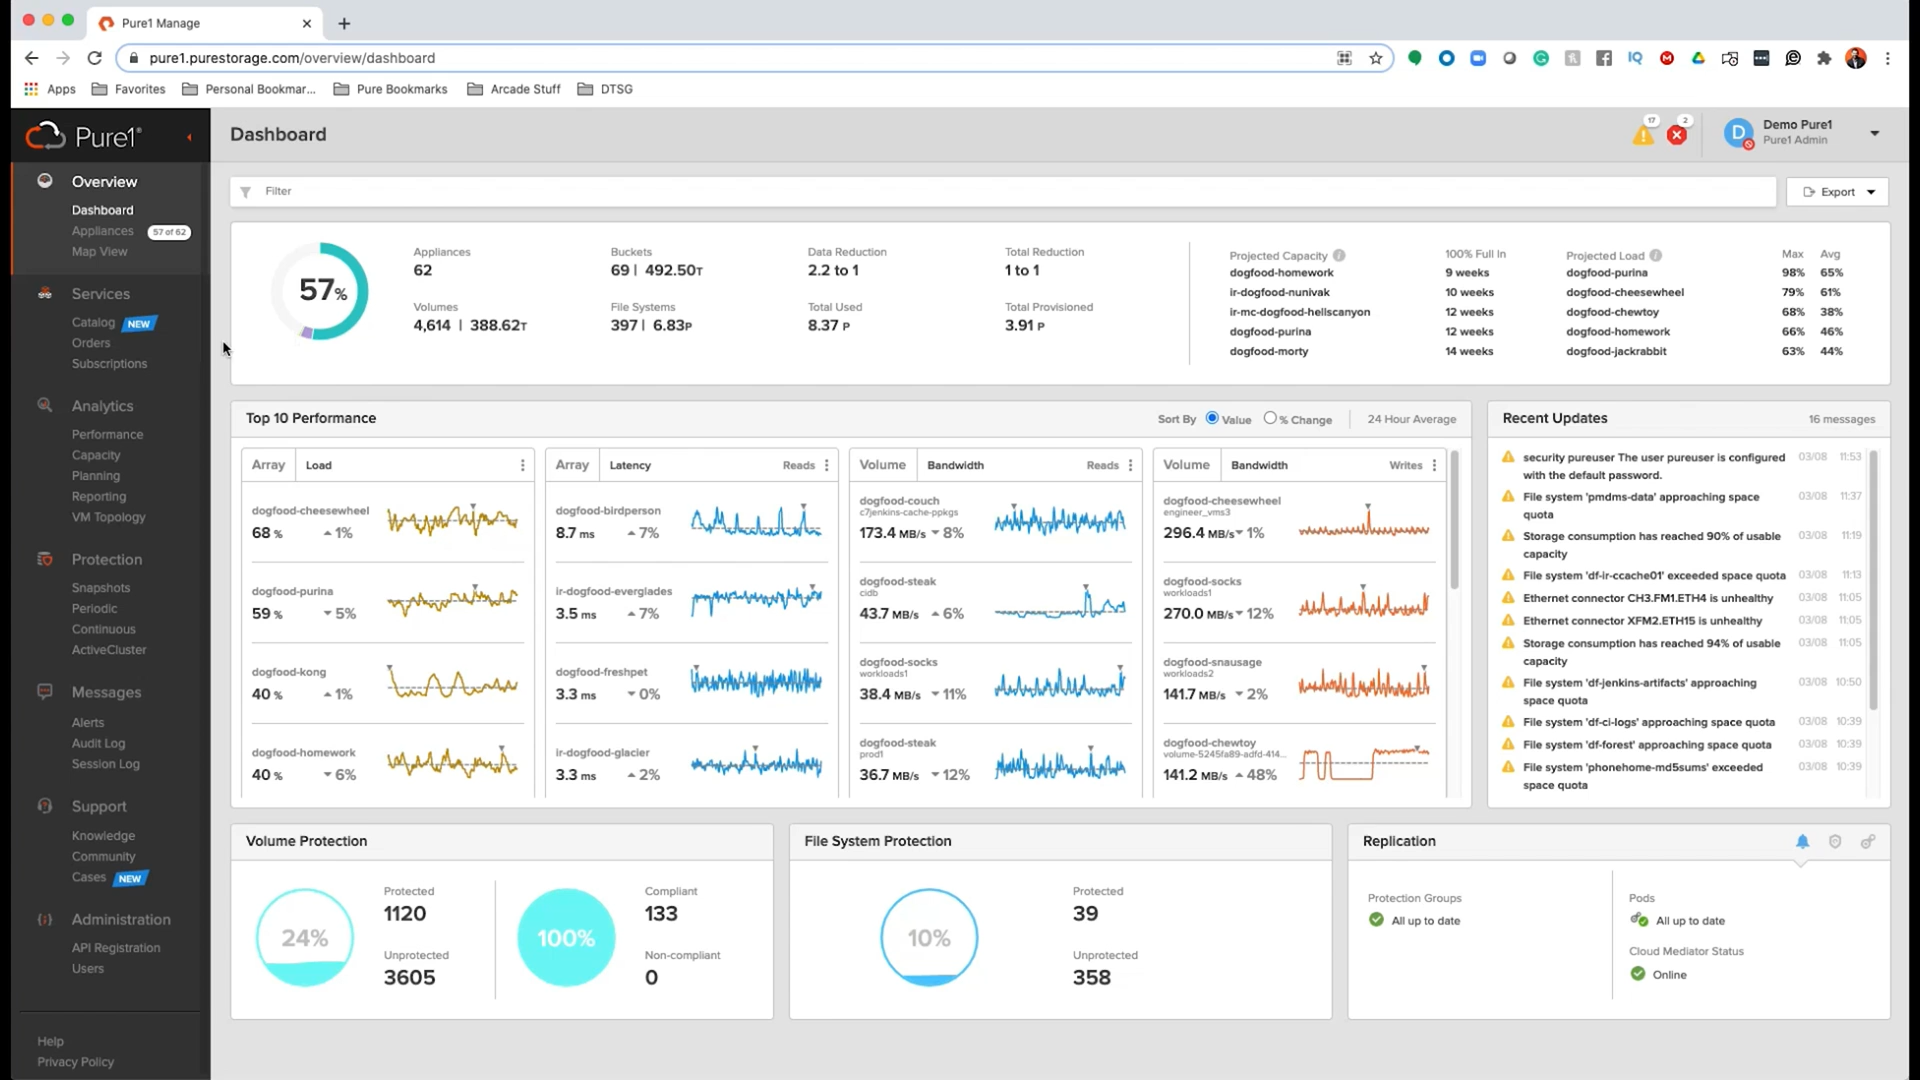 Pure1 Manage
pure1.purestorage.com/overview/dashboard
Apps Favorites Personal Bookmar... Pure Bookmarks Arcade Stuff DTSG
Pure1®
Overview
Dashboard
Appliances 57 of 62
Map View
Services
Catalog NEW
Orders
Subscriptions
Analytics
Performance
Capacity
Planning
Reporting
VM Topology
Protection
Snapshots
Periodic
Continuous
ActiveCluster
Messages
Alerts
Audit Log
Session Log
Support
Knowledge
Community
Cases NEW
Administration
API Registration
Users
Help
Privacy Policy
Dashboard
17 2
D Demo Pure1
Pure1 Admin
Filter
Export
57%
Appliances
62
Volumes
4,614 | 388.62T
Buckets
69 | 492.50T
File Systems
397 | 6.83P
Data Reduction
2.2 to 1
Total Used
8.37 P
Total Reduction
1 to 1
Total Provisioned
3.91 P
Projected Capacity 100% Full In
dogfood-homework 9 weeks
ir-dogfood-nunivak 10 weeks
ir-mc-dogfood-hellscanyon 12 weeks
dogfood-purina 12 weeks
dogfood-morty 14 weeks
Projected Load Max Avg
dogfood-purina 98% 65%
dogfood-cheesewheel 79% 61%
dogfood-chewtoy 68% 38%
dogfood-homework 66% 46%
dogfood-jackrabbit 63% 44%
Top 10 Performance
Sort By Value % Change 24 Hour Average
Array Load
dogfood-cheesewheel
68 % 1%
dogfood-purina
59 % 5%
dogfood-kong
40 % 1%
dogfood-homework
40 % 6%
Array Latency Reads
dogfood-birdperson
8.7 ms 7%
ir-dogfood-everglades
3.5 ms 7%
dogfood-freshpet
3.3 ms 0%
ir-dogfood-glacier
3.3 ms 2%
Volume Bandwidth Reads
dogfood-couch
c7jenkins-cache-ppkgs
173.4 MB/s 8%
dogfood-steak
cidb
43.7 MB/s 6%
dogfood-socks
workloads1
38.4 MB/s 11%
dogfood-steak
prod1
36.7 MB/s 12%
Volume Bandwidth Writes
dogfood-cheesewheel
engineer_vms3
296.4 MB/s 1%
dogfood-socks
workloads1
270.0 MB/s 12%
dogfood-snausage
workloads2
141.7 MB/s 2%
dogfood-chewtoy
volume-5245fa89-adfd-414...
141.2 MB/s 48%
Recent Updates 16 messages
security pureuser The user pureuser is configured 03/08 11:53
with the default password.
File system 'pmdms-data' approaching space 03/08 11:37
quota
Storage consumption has reached 90% of usable 03/08 11:19
capacity
File system 'df-ir-ccache01' exceeded space quota 03/08 11:13
Ethernet connector CH3.FM1.ETH4 is unhealthy 03/08 11:05
Ethernet connector XFM2.ETH15 is unhealthy 03/08 11:05
Storage consumption has reached 94% of usable 03/08 11:05
capacity
File system 'df-jenkins-artifacts' approaching 03/08 10:50
space quota
File system 'df-ci-logs' approaching space quota 03/08 10:39
File system 'df-forest' approaching space quota 03/08 10:39
File system 'phonehome-md5sums' exceeded 03/08 10:39
space quota
Volume Protection
24%
Protected
1120
Unprotected
3605
100%
Compliant
133
Non-compliant
0
File System Protection
10%
Protected
39
Unprotected
358
Replication
Protection Groups
All up to date
Pods
All up to date
Cloud Mediator Status
Online